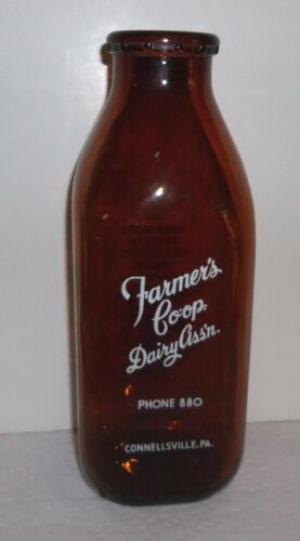 Farmer's
Co-op.
Dairy Ass'n.
PHONE 880
CONNELLSVILLE, PA.